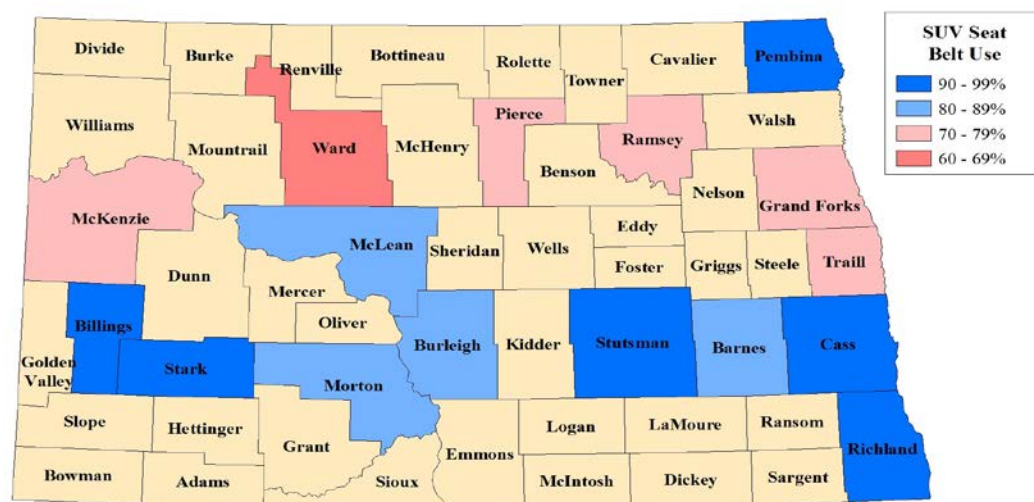 SUV Seat
Belt Use
90 - 99%
80 - 89%
70 - 79%
60 - 69%
Divide
Burke
Renville
Bottineau
Rolette
Towner
Cavalier
Pembina
Williams
Mountrail
Ward
McHenry
Pierce
Benson
Ramsey
Walsh
Nelson
Grand Forks
McKenzie
Dunn
McLean
Mercer
Oliver
Sheridan
Wells
Eddy
Foster
Griggs
Steele
Traill
Golden
Valley
Billings
Stark
Morton
Burleigh
Kidder
Stutsman
Barnes
Cass
Slope
Hettinger
Grant
Bowman
Adams
Sioux
Emmons
Logan
LaMoure
Ransom
Richland
McIntosh
Dickey
Sargent